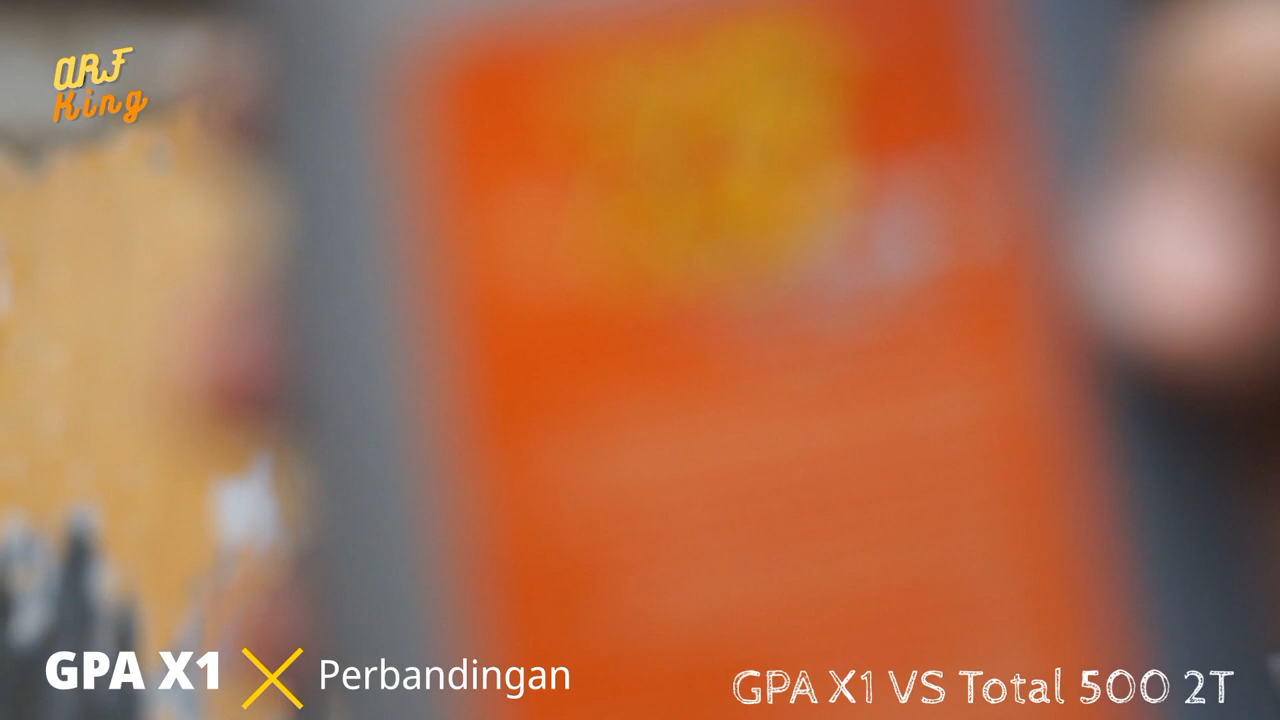 ARF
King
GPA X1
Perbandingan
GPA X1 VS Total 500 2T